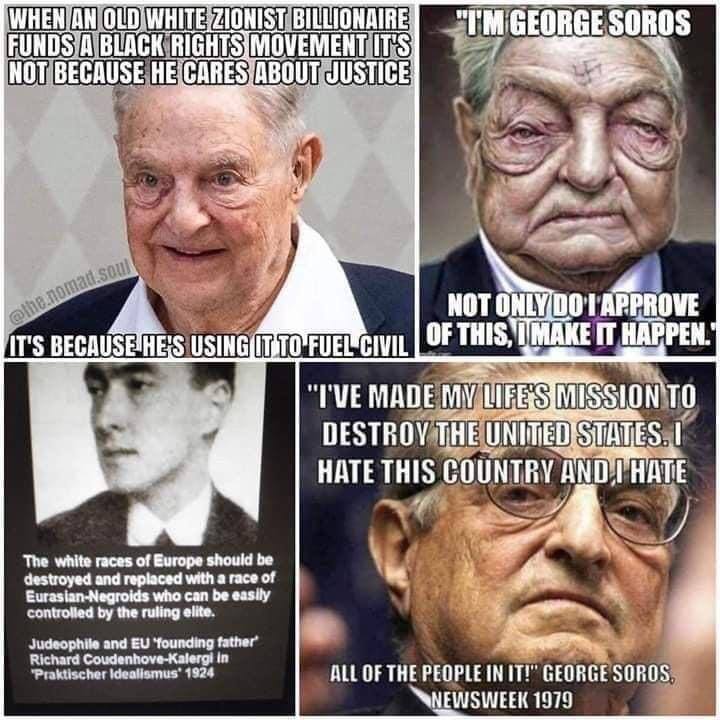 WHEN AN OLD WHITE ZIONIST BILLIONAIRE
FUNDS A BLACK RIGHTS MOVEMENT IT'S
NOT BECAUSE HE CARES ABOUT JUSTICE
@the.nomad.soul
IT'S BECAUSE HE'S USING IT TO FUEL CIVIL
"I'M GEORGE SOROS
NOT ONLY DO I APPROVE
OF THIS, I MAKE IT HAPPEN."
The white races of Europe should be
destroyed and replaced with a race of
Eurasian-Negroids who can be easily
controlled by the ruling elite.
Judeophile and EU 'founding father'
Richard Coudenhove-Kalergi in
'Praktischer Idealismus' 1924
"I'VE MADE MY LIFE'S MISSION TO
DESTROY THE UNITED STATES. I
HATE THIS COUNTRY AND I HATE
ALL OF THE PEOPLE IN IT!" GEORGE SOROS,
NEWSWEEK 1979